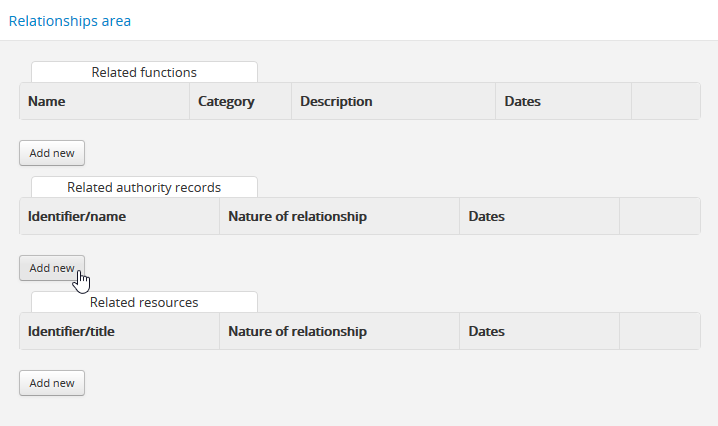 Relationships area
Related functions
Name Category Description Dates
Add new
Related authority records
Identifier/name Nature of relationship Dates
Add new
Related resources
Identifier/title Nature of relationship Dates
Add new